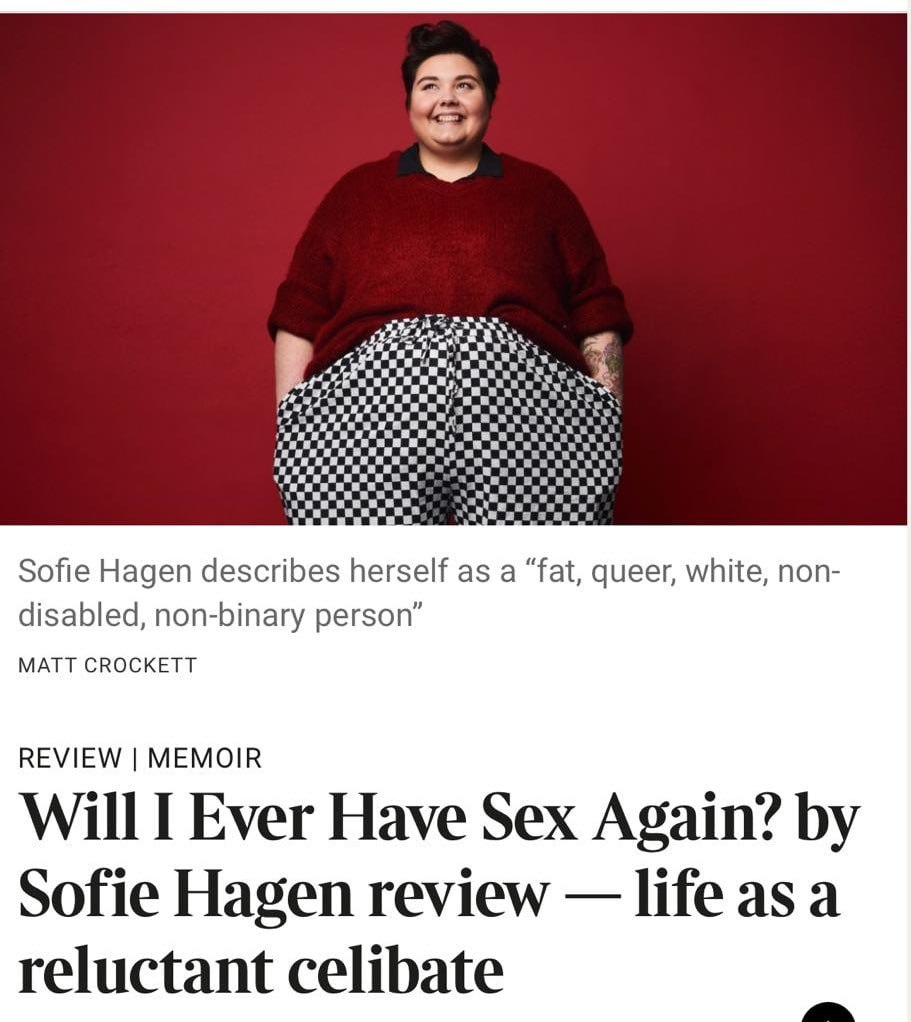 Sofie Hagen describes herself as a “fat, queer, white, non-
disabled, non-binary person”
MATT CROCKETT
REVIEW | MEMOIR
Will I Ever Have Sex Again? by
Sofie Hagen review — life as a
reluctant celibate